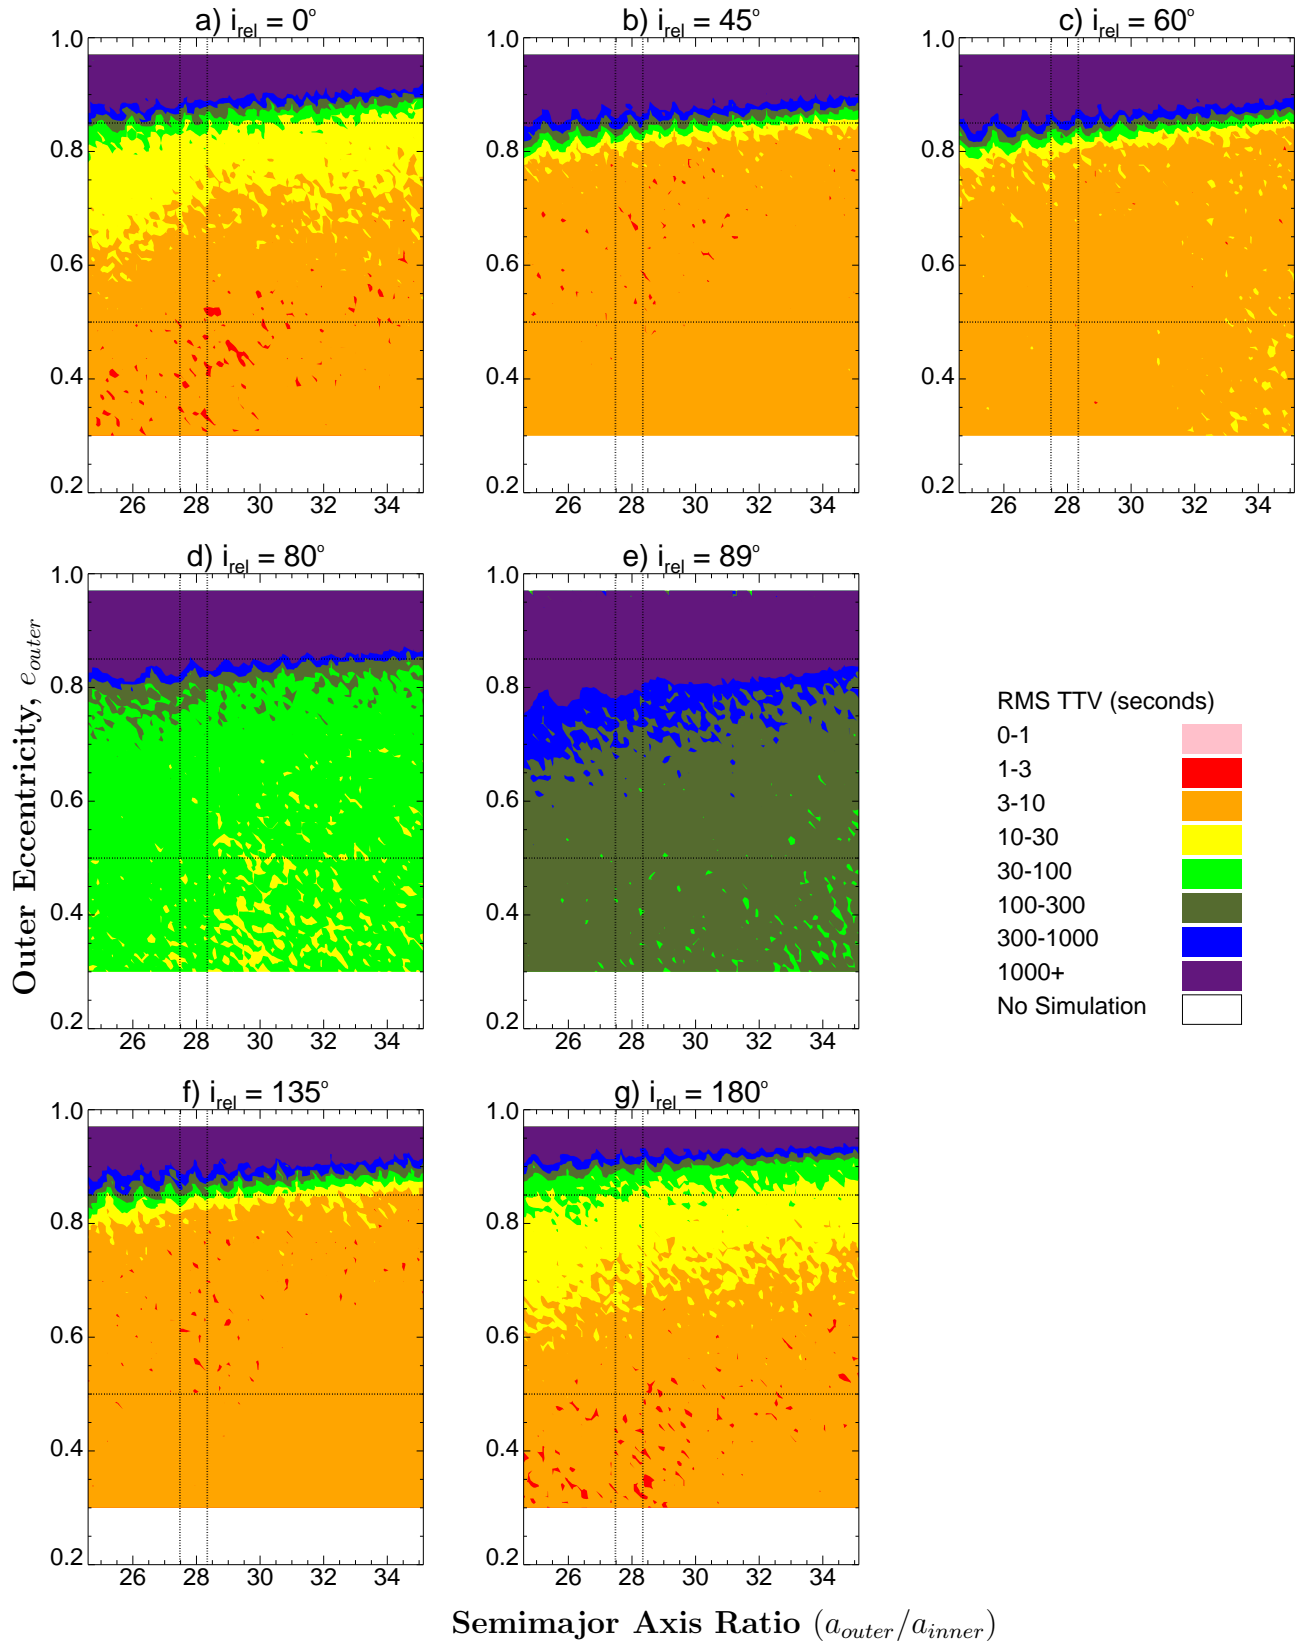 a) i_rel = 0°
b) i_rel = 45°
c) i_rel = 60°
1.0
0.8
0.6
0.4
0.2
26 28 30 32 34
1.0
0.8
0.6
0.4
0.2
26 28 30 32 34
1.0
0.8
0.6
0.4
0.2
26 28 30 32 34
d) i_rel = 80°
e) i_rel = 89°
1.0
0.8
0.6
0.4
0.2
26 28 30 32 34
1.0
0.8
0.6
0.4
0.2
26 28 30 32 34
Outer Eccentricity, e_outer
RMS TTV (seconds)
0-1
1-3
3-10
10-30
30-100
100-300
300-1000
1000+
No Simulation
f) i_rel = 135°
g) i_rel = 180°
1.0
0.8
0.6
0.4
0.2
26 28 30 32 34
1.0
0.8
0.6
0.4
0.2
26 28 30 32 34
Semimajor Axis Ratio (a_outer/a_inner)